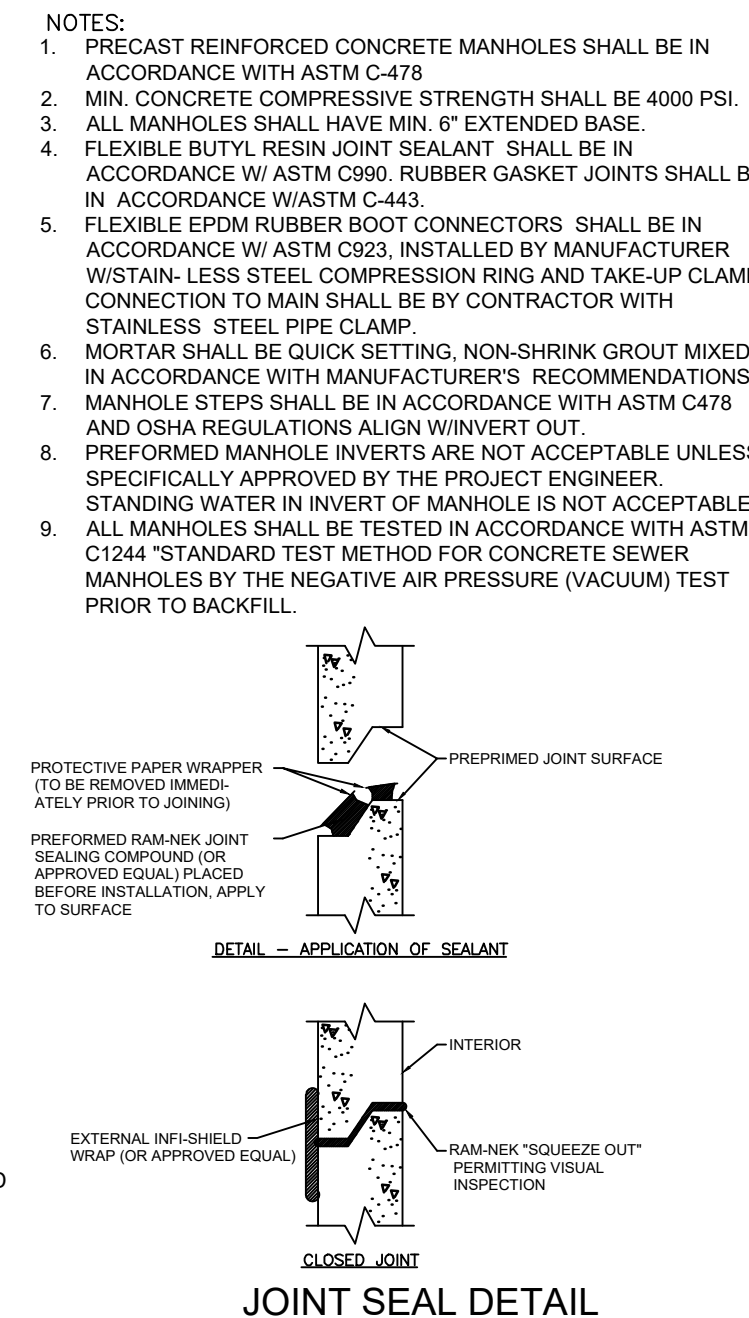 NOTES:
1. PRECAST REINFORCED CONCRETE MANHOLES SHALL BE IN
ACCORDANCE WITH ASTM C-478
2. MIN. CONCRETE COMPRESSIVE STRENGTH SHALL BE 4000 PSI.
3. ALL MANHOLES SHALL HAVE MIN. 6" EXTENDED BASE.
4. FLEXIBLE BUTYL RESIN JOINT SEALANT SHALL BE IN
ACCORDANCE W/ ASTM C990. RUBBER GASKET JOINTS SHALL B
IN ACCORDANCE W/ASTM C-443.
5. FLEXIBLE EPDM RUBBER BOOT CONNECTORS SHALL BE IN
ACCORDANCE W/ ASTM C923, INSTALLED BY MANUFACTURER
W/STAIN- LESS STEEL COMPRESSION RING AND TAKE-UP CLAM
CONNECTION TO MAIN SHALL BE BY CONTRACTOR WITH
STAINLESS STEEL PIPE CLAMP.
6. MORTAR SHALL BE QUICK SETTING, NON-SHRINK GROUT MIXED
IN ACCORDANCE WITH MANUFACTURER'S RECOMMENDATIONS
7. MANHOLE STEPS SHALL BE IN ACCORDANCE WITH ASTM C478
AND OSHA REGULATIONS ALIGN W/INVERT OUT.
8. PREFORMED MANHOLE INVERTS ARE NOT ACCEPTABLE UNLESS
SPECIFICALLY APPROVED BY THE PROJECT ENGINEER.
STANDING WATER IN INVERT OF MANHOLE IS NOT ACCEPTABLE
9. ALL MANHOLES SHALL BE TESTED IN ACCORDANCE WITH ASTM
C1244 "STANDARD TEST METHOD FOR CONCRETE SEWER
MANHOLES BY THE NEGATIVE AIR PRESSURE (VACUUM) TEST
PRIOR TO BACKFILL.
PROTECTIVE PAPER WRAPPER
(TO BE REMOVED IMMEDI-
ATELY PRIOR TO JOINING)
PREPRIMED JOINT SURFACE
PREFORMED RAM-NEK JOINT
SEALING COMPOUND (OR
APPROVED EQUAL) PLACED
BEFORE INSTALLATION, APPLY
TO SURFACE
DETAIL – APPLICATION OF SEALANT
INTERIOR
EXTERNAL INFI-SHIELD
WRAP (OR APPROVED EQUAL)
RAM-NEK "SQUEEZE OUT"
PERMITTING VISUAL
INSPECTION
CLOSED JOINT
JOINT SEAL DETAIL